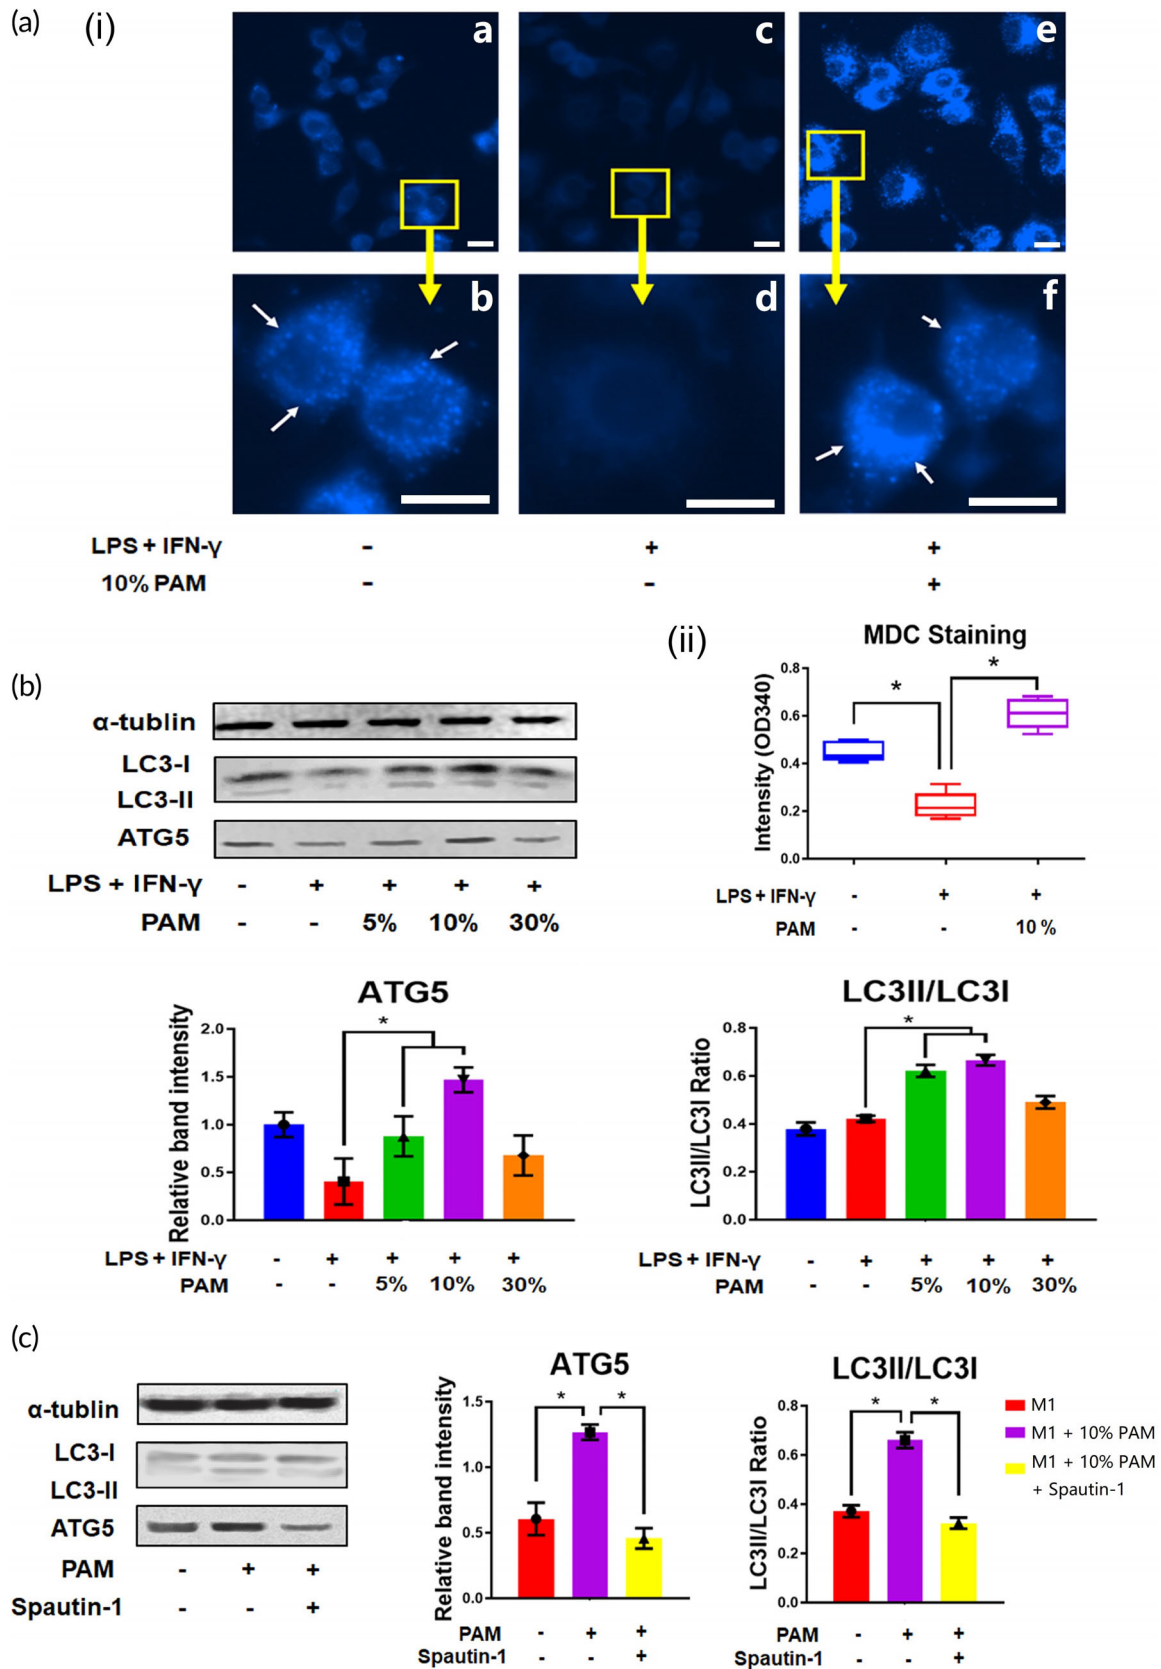 (a) (i)
a c e
b d f
LPS + IFN-γ - + +
10% PAM - - +
(ii)
MDC Staining
Intensity (OD340)
0.8
0.6
0.4
0.2
0.0
* *
LPS + IFN-γ - + +
PAM - - 10 %
(b)
α-tublin
LC3-I
LC3-II
ATG5
LPS + IFN-γ - + + + +
PAM - - 5% 10% 30%
ATG5
Relative band intensity
2.0
1.5
1.0
0.5
0.0
*
LPS + IFN-γ - + + + +
PAM - - 5% 10% 30%
LC3II/LC3I
LC3II/LC3I Ratio
0.8
0.6
0.4
0.2
0.0
*
LPS + IFN-γ - + + + +
PAM - - 5% 10% 30%
(c)
α-tublin
LC3-I
LC3-II
ATG5
PAM - + +
Spautin-1 - - +
ATG5
Relative band intensity
1.5
1.0
0.5
0.0
* *
PAM - + +
Spautin-1 - - +
LC3II/LC3I
LC3II/LC3I Ratio
0.8
0.6
0.4
0.2
0.0
* *
PAM - + +
Spautin-1 - - +
M1
M1 + 10% PAM
M1 + 10% PAM
+ Spautin-1